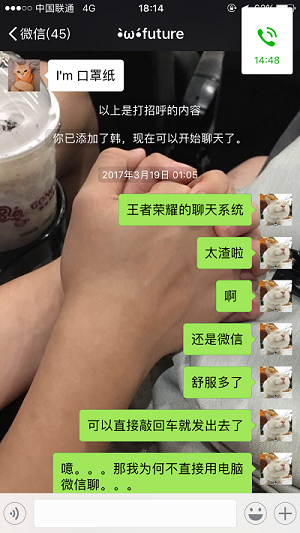 中国联通 4G 18:14
微信(45)
future
14:48
I'm 口罩纸
以上是打招呼的内容
你已添加了韩，现在可以开始聊天了。
2017年3月19日 01:05
王者荣耀的聊天系统
太渣啦
啊
还是微信
舒服多了
可以直接敲回车就发出去了
噫。。。那我为何不直接用电脑
微信聊。。。